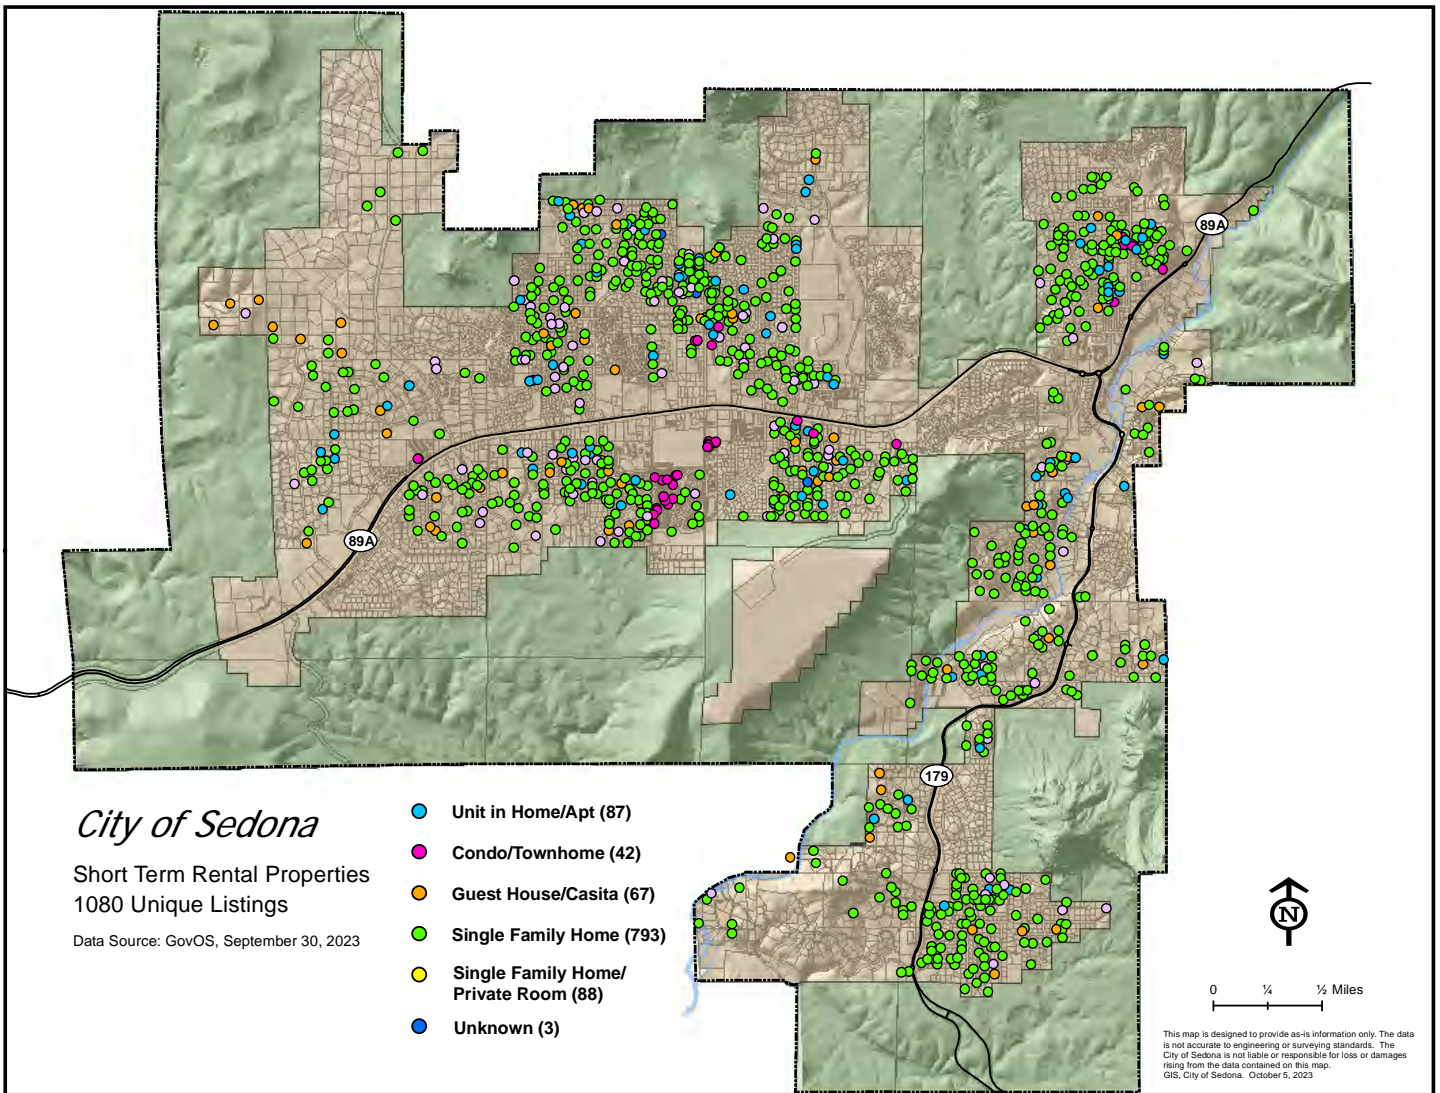 89A
89A
179
City of Sedona
Short Term Rental Properties
1080 Unique Listings
Data Source: GovOS, September 30, 2023
Unit in Home/Apt (87)
Condo/Townhome (42)
Guest House/Casita (67)
Single Family Home (793)
Single Family Home/
Private Room (88)
Unknown (3)
N
0 ¼ ½ Miles
This map is designed to provide as-is information only. The data
is not accurate to engineering or surveying standards. The
City of Sedona is not liable or responsible for loss or damages
rising from the data contained on this map.
GIS, City of Sedona. October 5, 2023